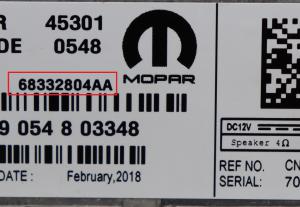 R 45301
DE 0548
68332804AA
MOPAR
9 054 8 03348
DC12V
Speaker 4Ω
DATE : February,2018
REF NO. CN
SERIAL: 70